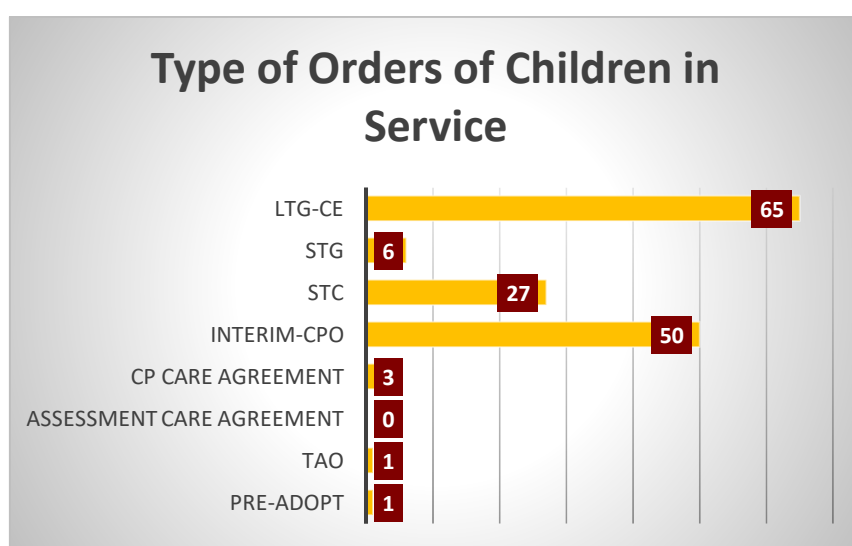 Type of Orders of Children in
Service
LTG-CE 65
STG 6
STC 27
INTERIM-CPO 50
CP CARE AGREEMENT 3
ASSESSMENT CARE AGREEMENT 0
TAO 1
PRE-ADOPT 1